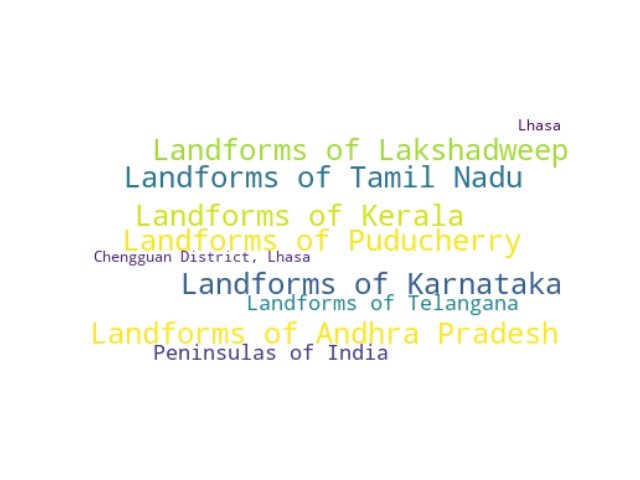 Lhasa
Landforms of Lakshadweep
Landforms of Tamil Nadu
Landforms of Kerala
Landforms of Puducherry
Chengguan District, Lhasa
Landforms of Karnataka
Landforms of Telangana
Landforms of Andhra Pradesh
Peninsulas of India